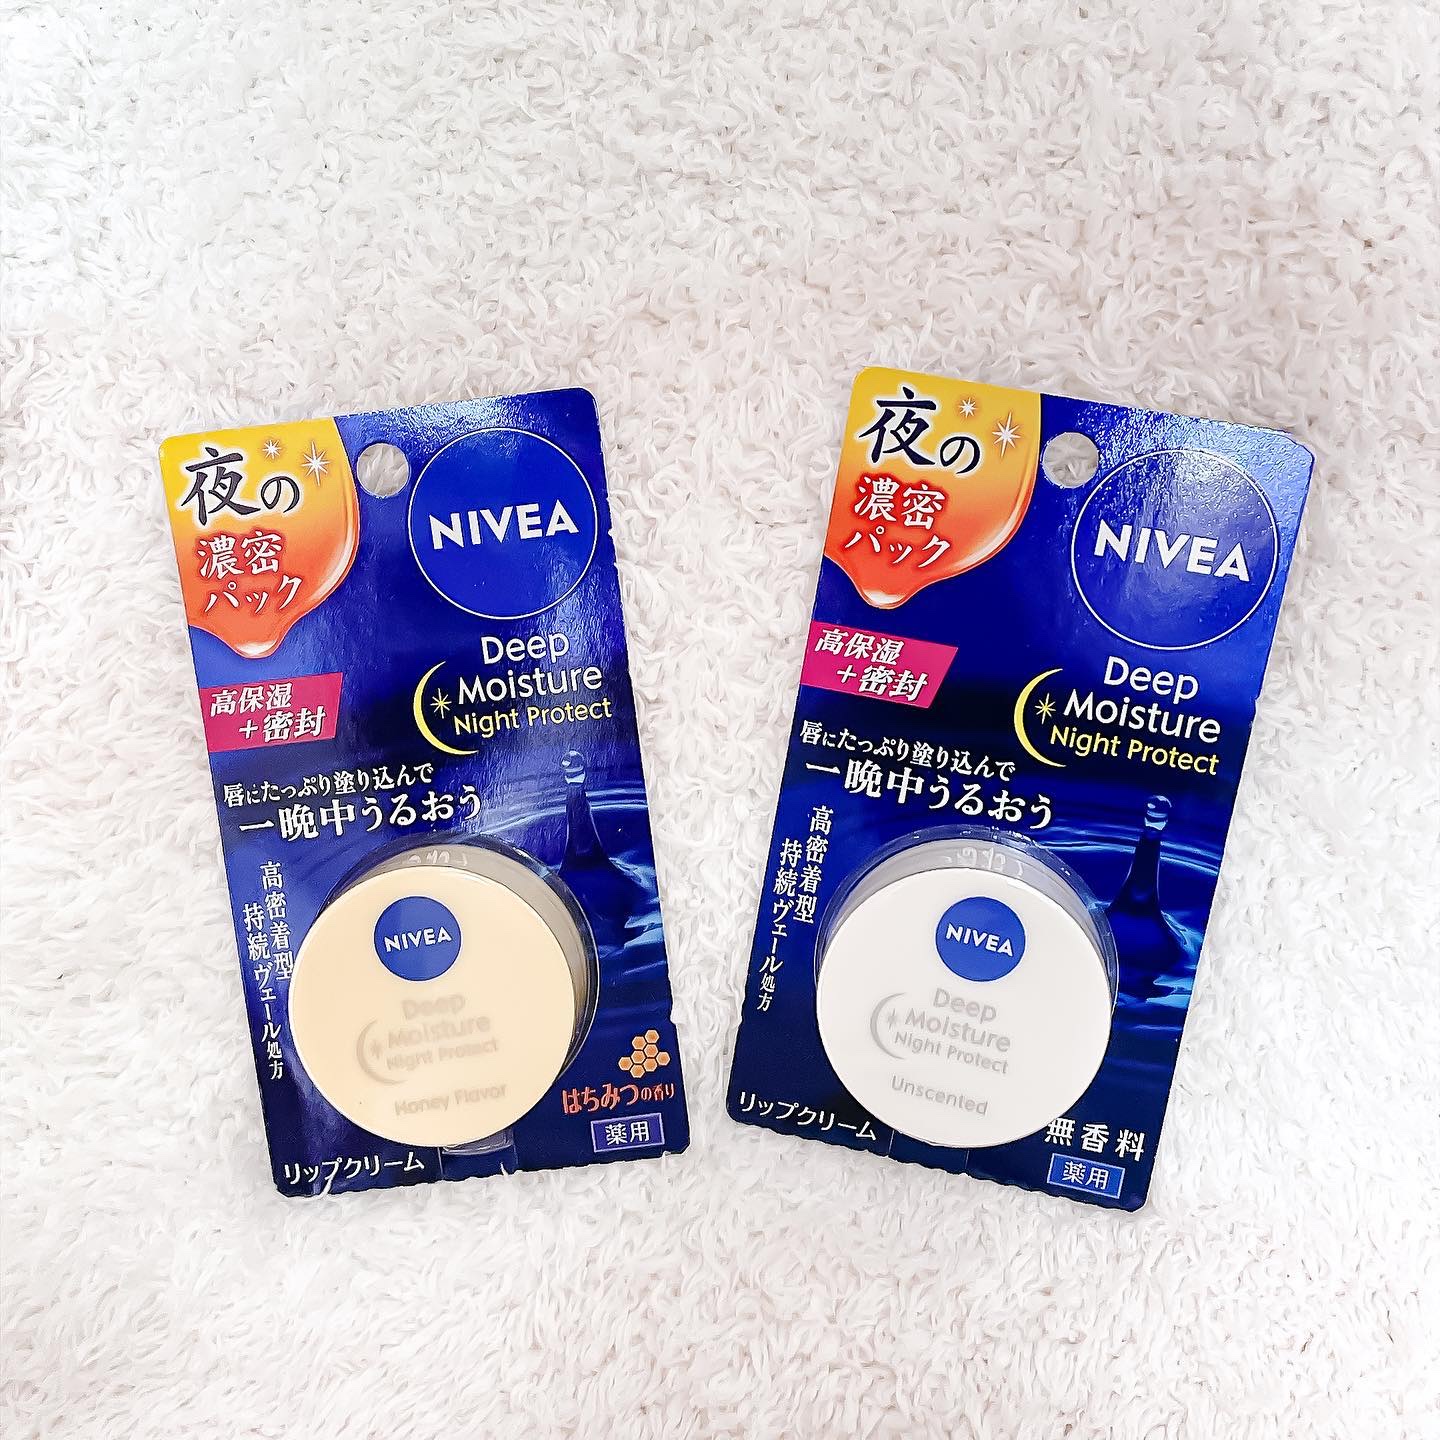 夜の
濃密
パック
NIVEA
高保湿
+密封
Deep
Moisture
Night Protect
唇にたっぷり塗り込んで
一晩中うるおう
高密着型
持続ヴェール処方
NIVEA
Deep
Moisture
Night Protect
Honey Flavor
はちみつの香り
薬用
リップクリーム
夜の
濃密
パック
NIVEA
高保湿
+密封
Deep
Moisture
Night Protect
唇にたっぷり塗り込んで
一晩中うるおう
高密着型
持続ヴェール処方
NIVEA
Deep
Moisture
Night Protect
Unscented
無香料
薬用
リップクリーム